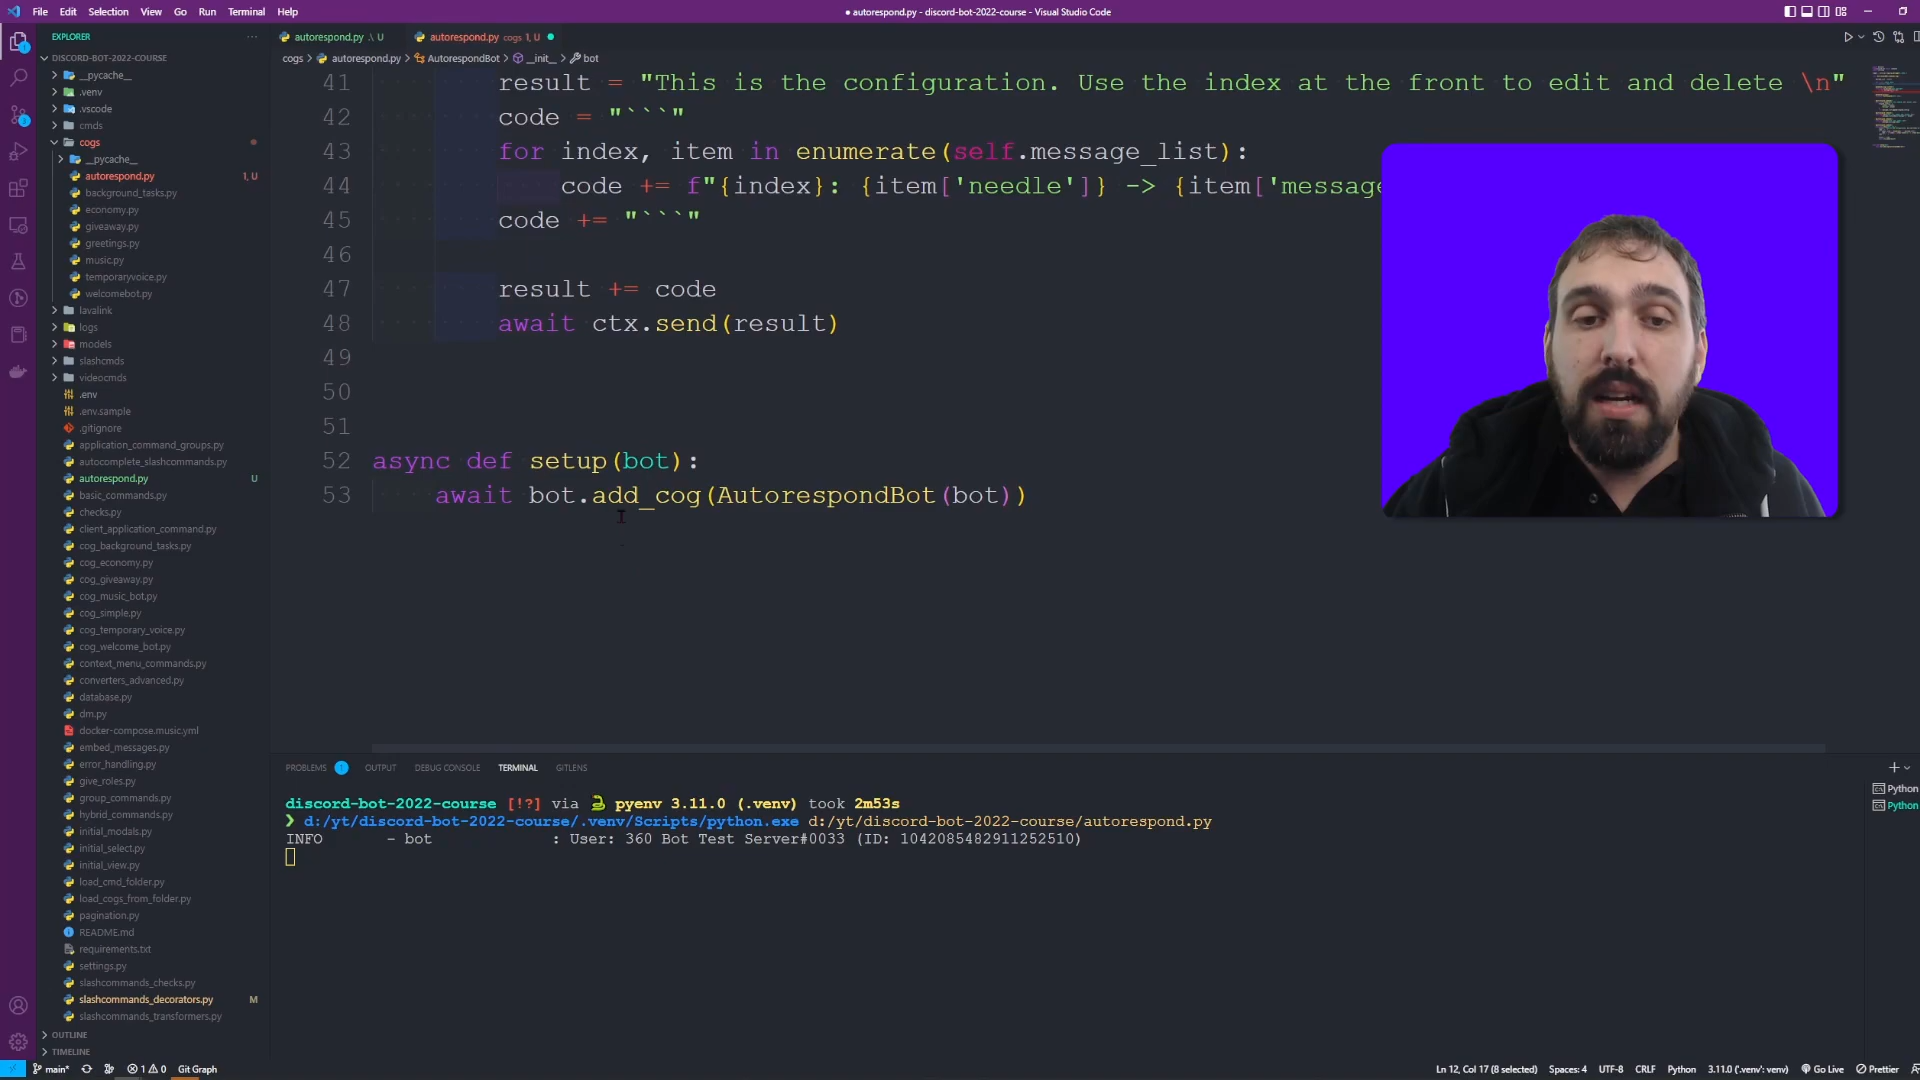 File Edit Selection View Go Run Terminal Help
● autorespond.py - discord-bot-2022-course - Visual Studio Code
EXPLORER ···
DISCORD-BOT-2022-COURSE
__pycache__
.venv
.vscode
cmds
cogs
__pycache__
autorespond.py 1, U
background_tasks.py
economy.py
giveaway.py
greetings.py
music.py
temporaryvoice.py
welcomebot.py
lavalink
logs
models
slashcmds
videocmds
.env
.env.sample
.gitignore
application_command_groups.py
autocomplete_slashcommands.py
autorespond.py U
basic_commands.py
checks.py
client_application_command.py
cog_background_tasks.py
cog_economy.py
cog_giveaway.py
cog_music_bot.py
cog_simple.py
cog_temporary_voice.py
cog_welcome_bot.py
context_menu_commands.py
converters_advanced.py
database.py
dm.py
docker-compose.music.yml
embed_messages.py
error_handling.py
give_roles.py
group_commands.py
hybrid_commands.py
initial_modals.py
initial_select.py
initial_view.py
load_cmd_folder.py
load_cogs_from_folder.py
pagination.py
README.md
requirements.txt
settings.py
slashcommands_checks.py
slashcommands_decorators.py M
slashcommands_transformers.py
OUTLINE
TIMELINE
autorespond.py .\ U autorespond.py cogs 1, U ●
cogs > autorespond.py > AutorespondBot > __init__ > bot
41 result = "This is the configuration. Use the index at the front to edit and delete \n"
42 code = "```"
43 for index, item in enumerate(self.message_list):
44 code += f"{index}: {item['needle']} -> {item['message
45 code += "```"
46
47 result += code
48 await ctx.send(result)
49
50
51
52 async def setup(bot):
53 await bot.add_cog(AutorespondBot(bot))
PROBLEMS 1 OUTPUT DEBUG CONSOLE TERMINAL GITLENS
Python
Python
discord-bot-2022-course [!?] via pyenv 3.11.0 (.venv) took 2m53s
❯ d:/yt/discord-bot-2022-course/.venv/Scripts/python.exe d:/yt/discord-bot-2022-course/autorespond.py
INFO - bot : User: 360 Bot Test Server#0033 (ID: 1042085482911252510)
main* 1 0 Git Graph Ln 12, Col 17 (8 selected) Spaces: 4 UTF-8 CRLF Python 3.11.0 ('.venv': venv) Go Live Prettier